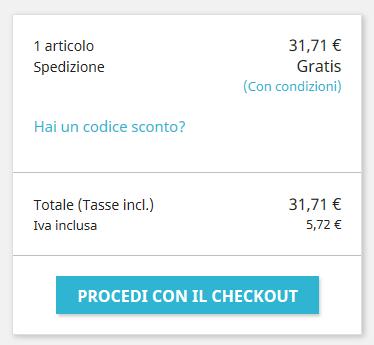 1 articolo 31,71 €
Spedizione Gratis
(Con condizioni)
Hai un codice sconto?
Totale (Tasse incl.) 31,71 €
Iva inclusa 5,72 €
PROCEDI CON IL CHECKOUT